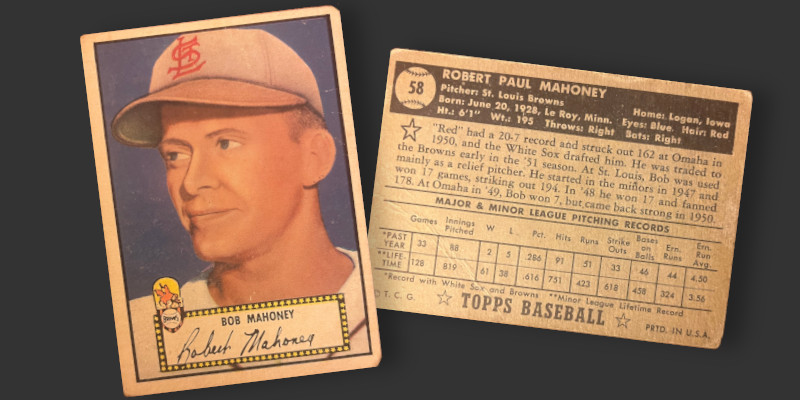 StL
BOB MAHONEY
Robert Mahoney
58
ROBERT PAUL MAHONEY
Pitcher: St. Louis Browns Home: Logan, Iowa
Born: June 20, 1928, Le Roy, Minn. Eyes: Blue. Hair: Red
Ht.: 6'1" Wt.: 195 Throws: Right Bats: Right
"Red" had a 20-7 record and struck out 162 at Omaha in
1950, and the White Sox drafted him. He was traded to
the Browns early in the '51 season. At St. Louis, Bob was used
mainly as a relief pitcher. He started in the minors in 1947 and
won 17 games, striking out 194. In '48 he won 17 and fanned
178. At Omaha in '49, Bob won 7, but came back strong in 1950.
MAJOR & MINOR LEAGUE PITCHING RECORDS
Games Innings Pitched W L Pct. Hits Runs Strike Outs Bases on Balls Ern. Runs Ern. Run Avg.
*PAST YEAR 33 88 2 5 .286 91 51 33 46 44 4.50
**LIFE-TIME 128 819 61 38 .616 751 423 618 458 324 3.56
*Record with White Sox and Browns **Minor League Lifetime Record
© T. C. G. TOPPS BASEBALL PRTD. IN U.S.A.